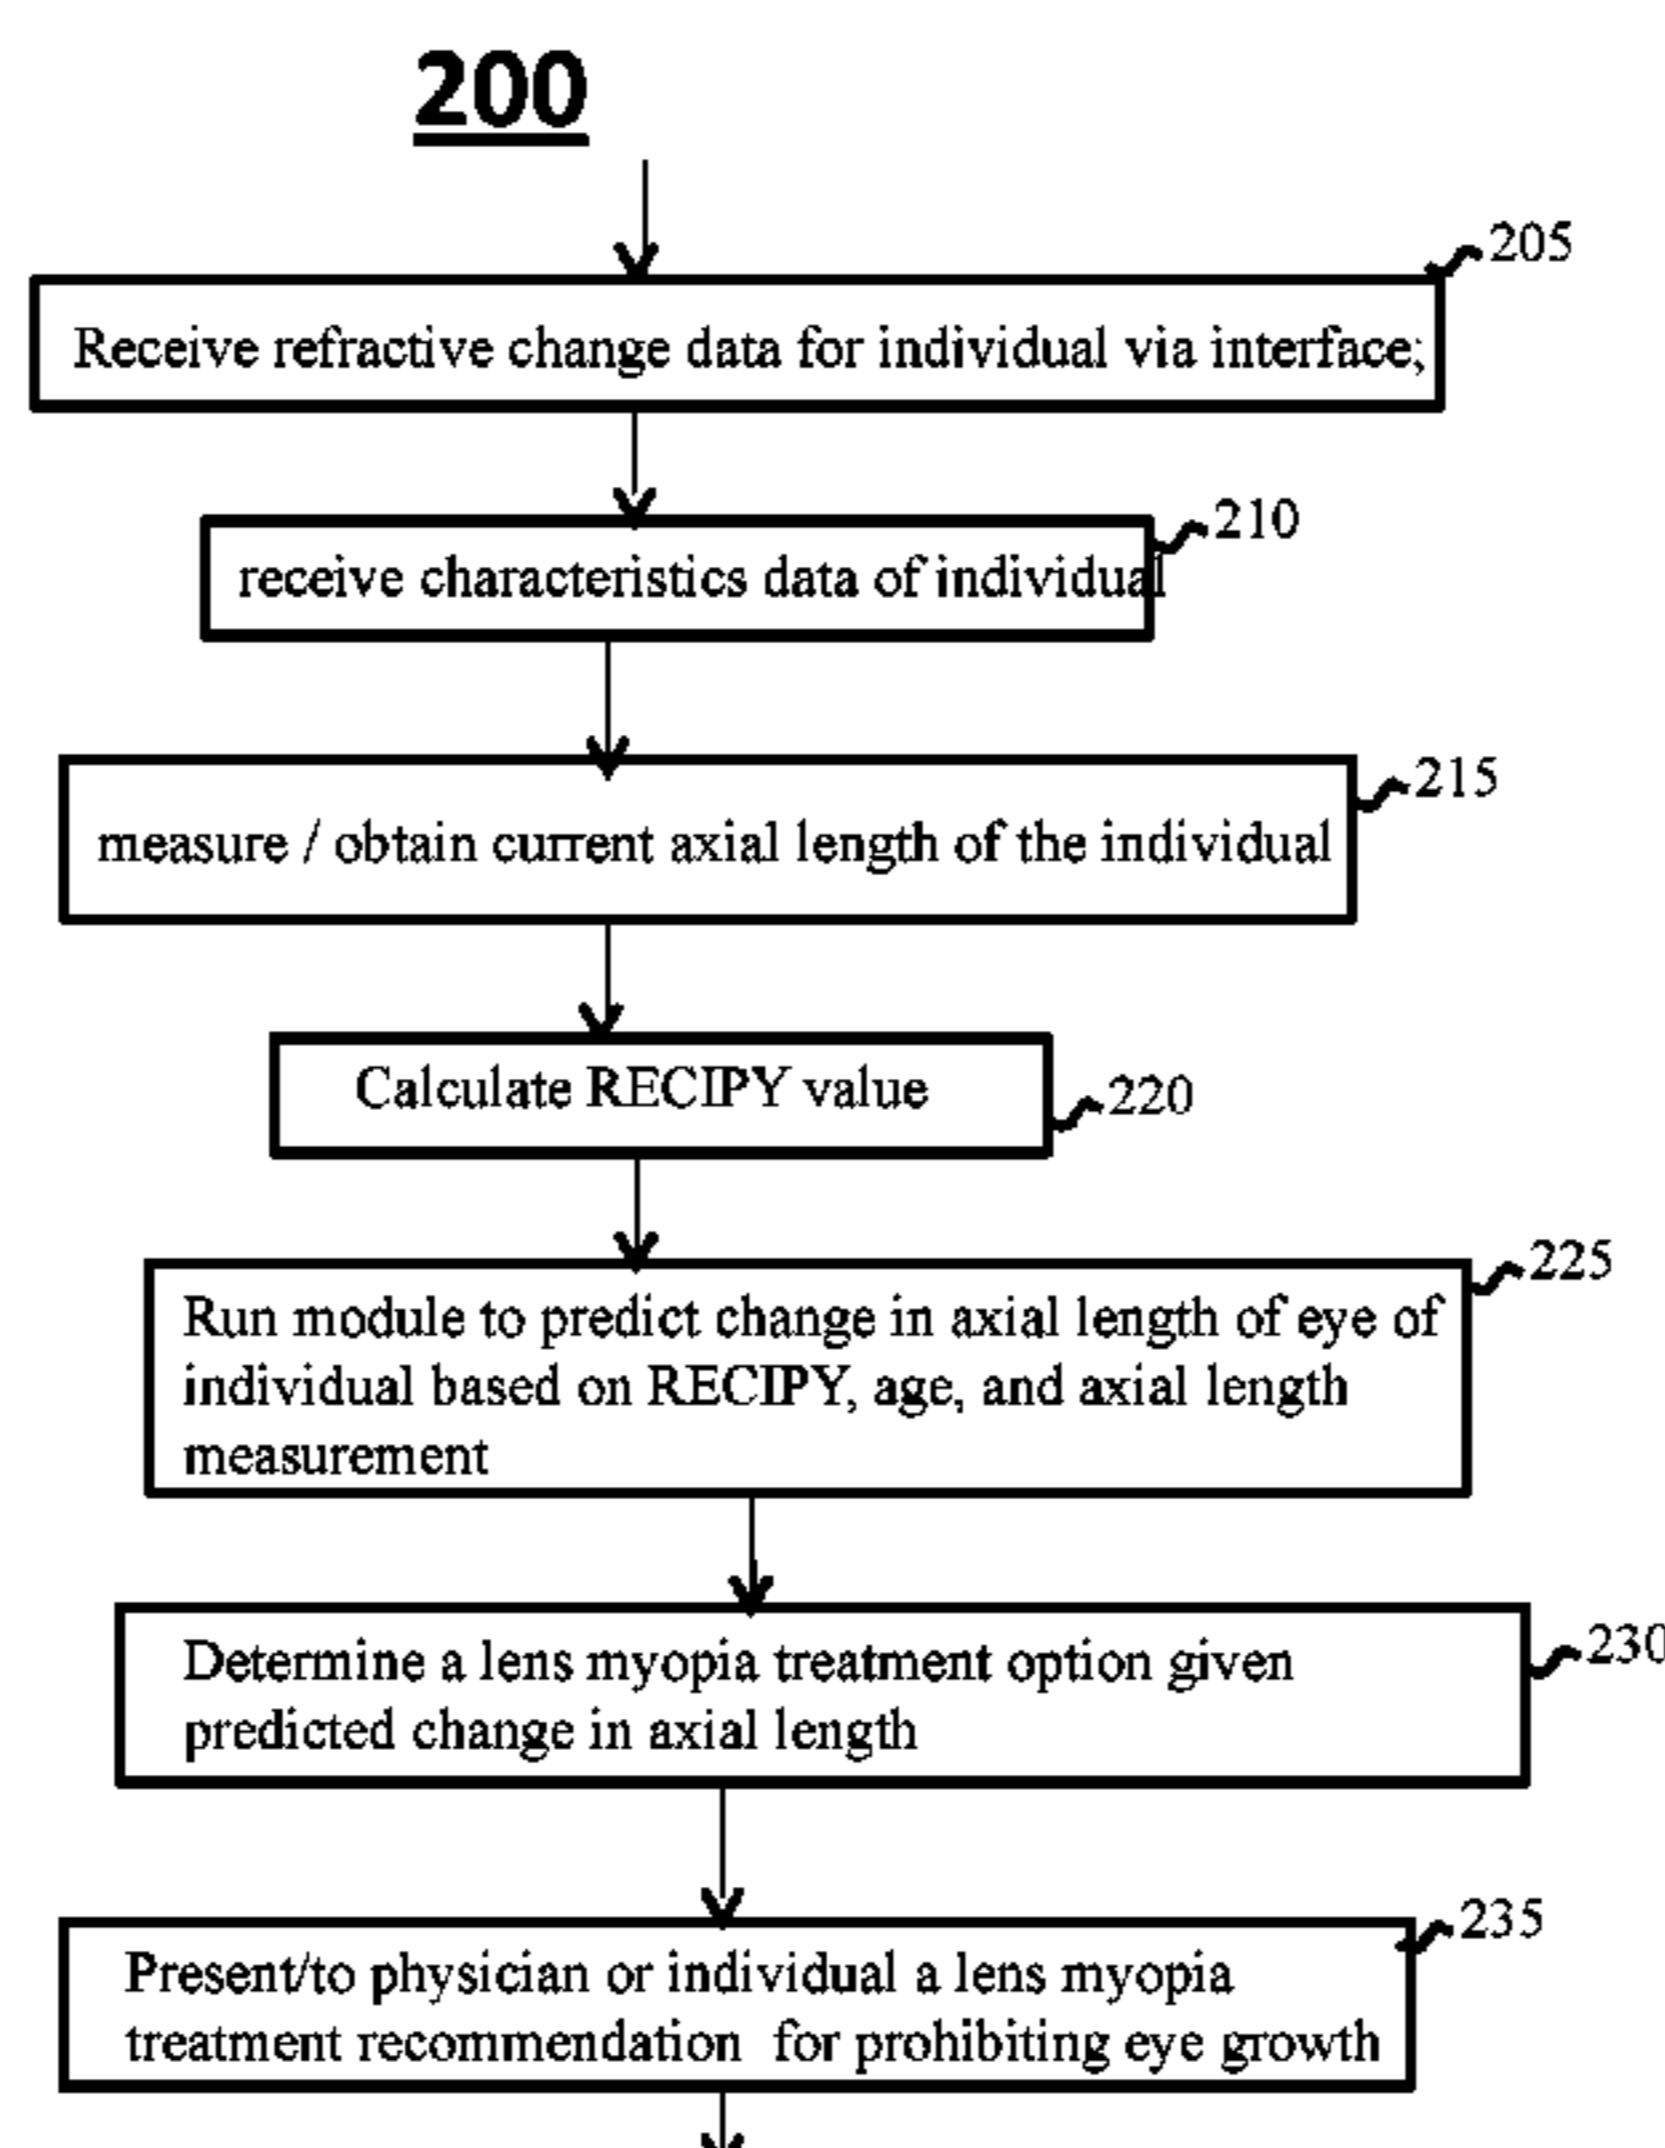 200
205
Receive refractive change data for individual via interface;
210
receive characteristics data of individual
215
measure / obtain current axial length of the individual
Calculate RECIPY value
220
225
Run module to predict change in axial length of eye of
individual based on RECIPY, age, and axial length
measurement
230
Determine a lens myopia treatment option given
predicted change in axial length
235
Present/to physician or individual a lens myopia
treatment recommendation for prohibiting eye growth